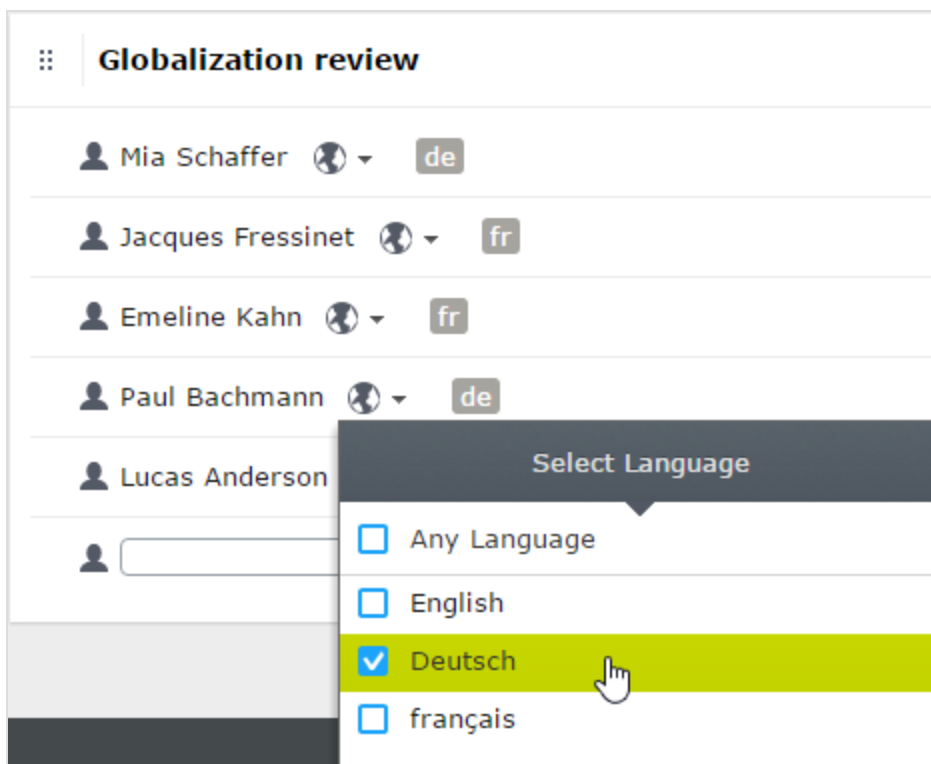 Globalization review
Mia Schaffer de
Jacques Fressinet fr
Emeline Kahn fr
Paul Bachmann de
Select Language
Lucas Anderson
Any Language
English
Deutsch
français